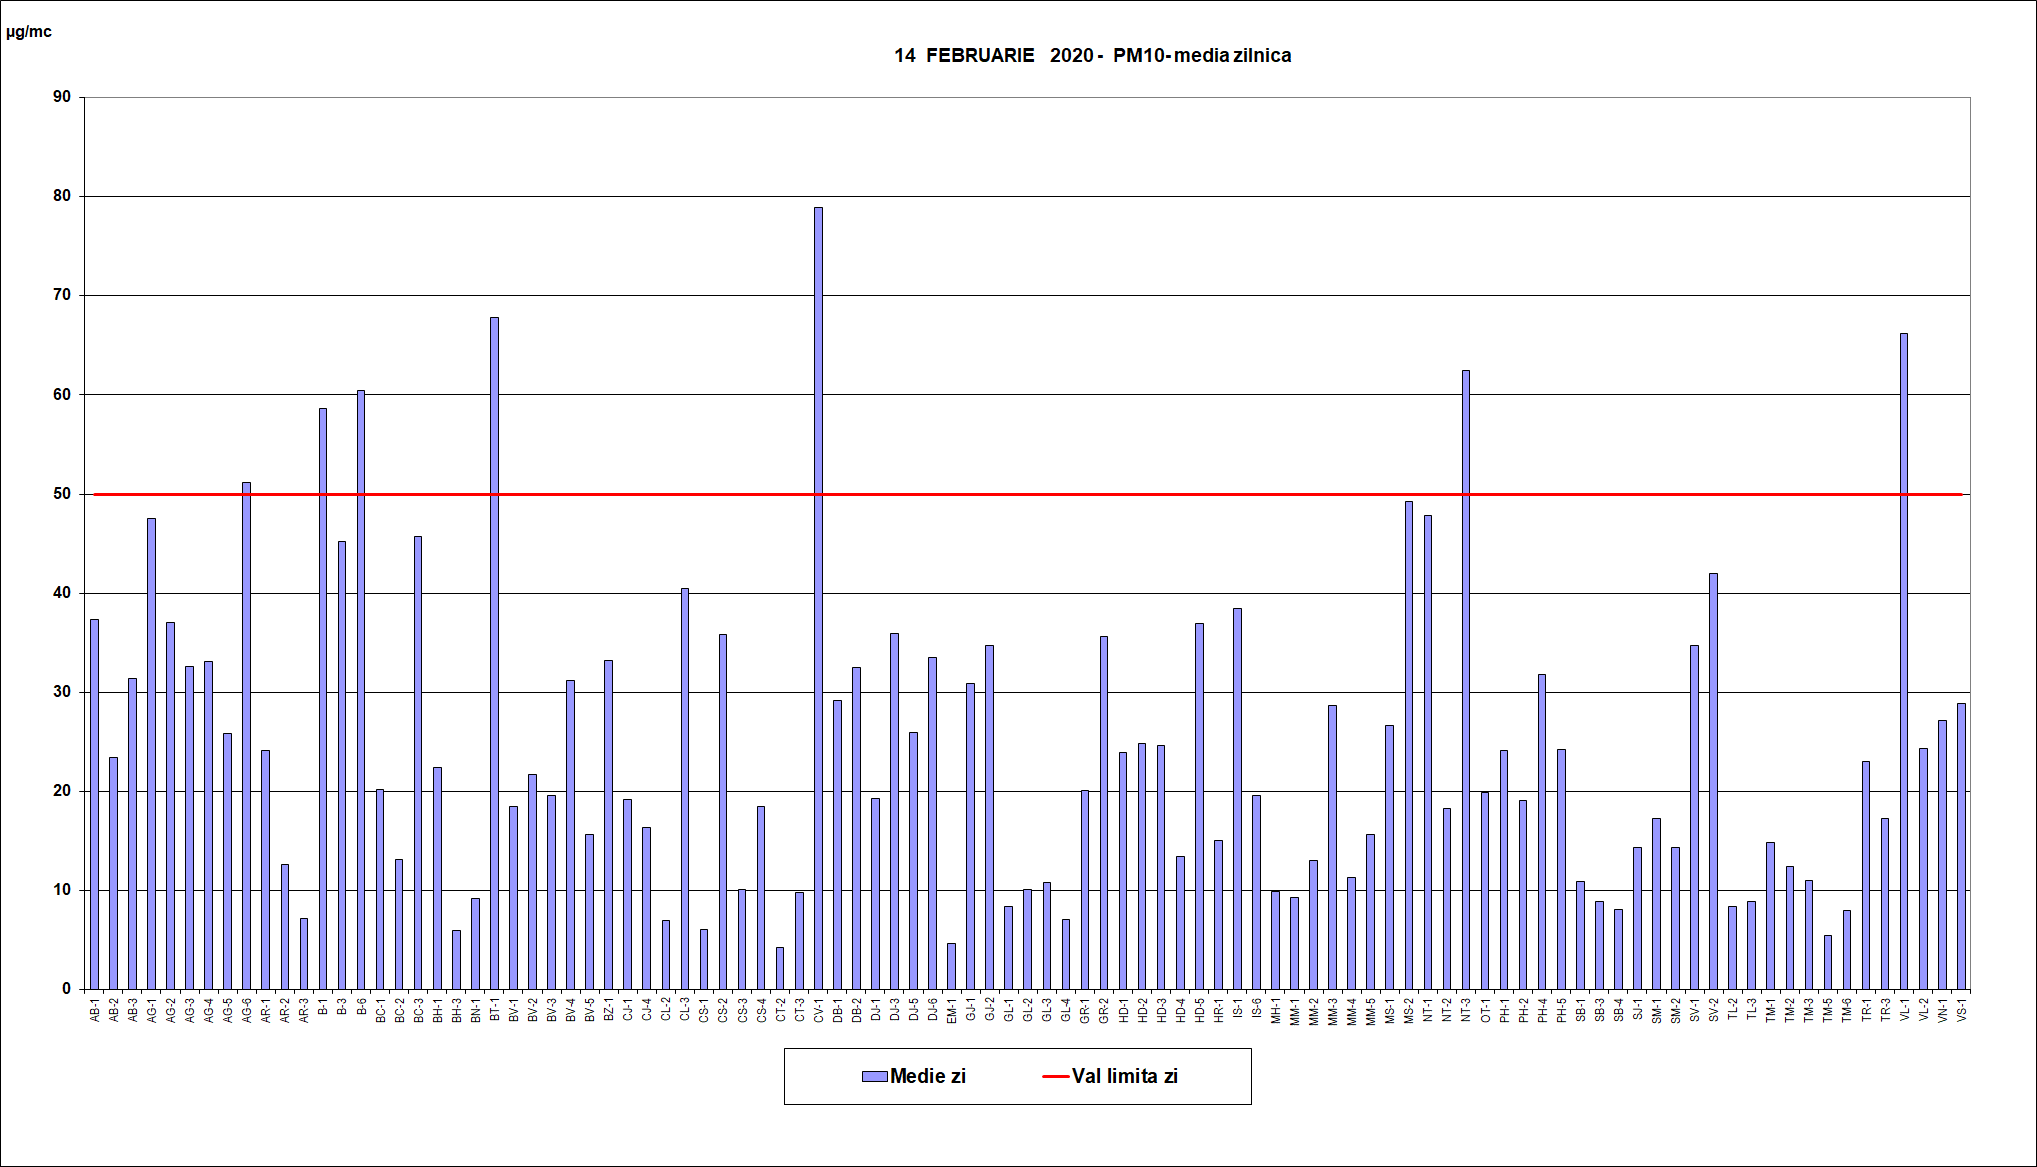 µg/mc
14 FEBRUARIE 2020 - PM10- media zilnica
90
80
70
60
50
40
30
20
10
0
AB-1 AB-2 AB-3 AG-1 AG-2 AG-3 AG-4 AG-5 AG-6 AR-1 AR-2 AR-3 B-1 B-3 B-6 BC-1 BC-2 BC-3 BH-1 BH-3 BN-1 BT-1 BV-1 BV-2 BV-3 BV-4 BV-5 BZ-1 CJ-1 CJ-4 CL-2 CL-3 CS-1 CS-2 CS-3 CS-4 CT-2 CT-3 CV-1 DB-1 DB-2 DJ-1 DJ-3 DJ-5 DJ-6 EM-1 GJ-1 GJ-2 GL-1 GL-2 GL-3 GL-4 GR-1 GR-2 HD-1 HD-2 HD-3 HD-4 HD-5 HR-1 IS-1 IS-6 MH-1 MM-1 MM-2 MM-3 MM-4 MM-5 MS-1 MS-2 NT-1 NT-2 NT-3 OT-1 PH-1 PH-2 PH-4 PH-5 SB-1 SB-3 SB-4 SJ-1 SM-1 SM-2 SV-1 SV-2 TL-2 TL-3 TM-1 TM-2 TM-3 TM-5 TM-6 TR-1 TR-3 VL-1 VL-2 VN-1 VS-1
Medie zi Val limita zi